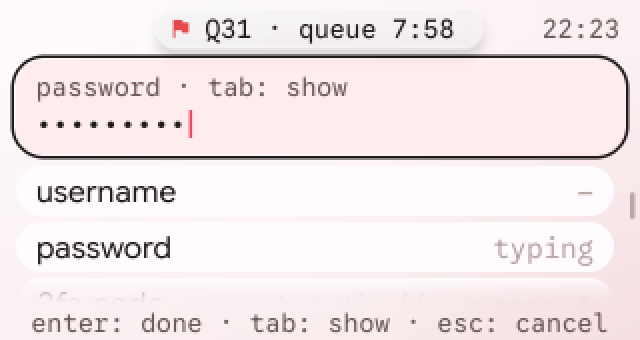 Q31 · queue 7:58
22:23
password · tab: show
•••••••••
username –
password typing
enter: done · tab: show · esc: cancel